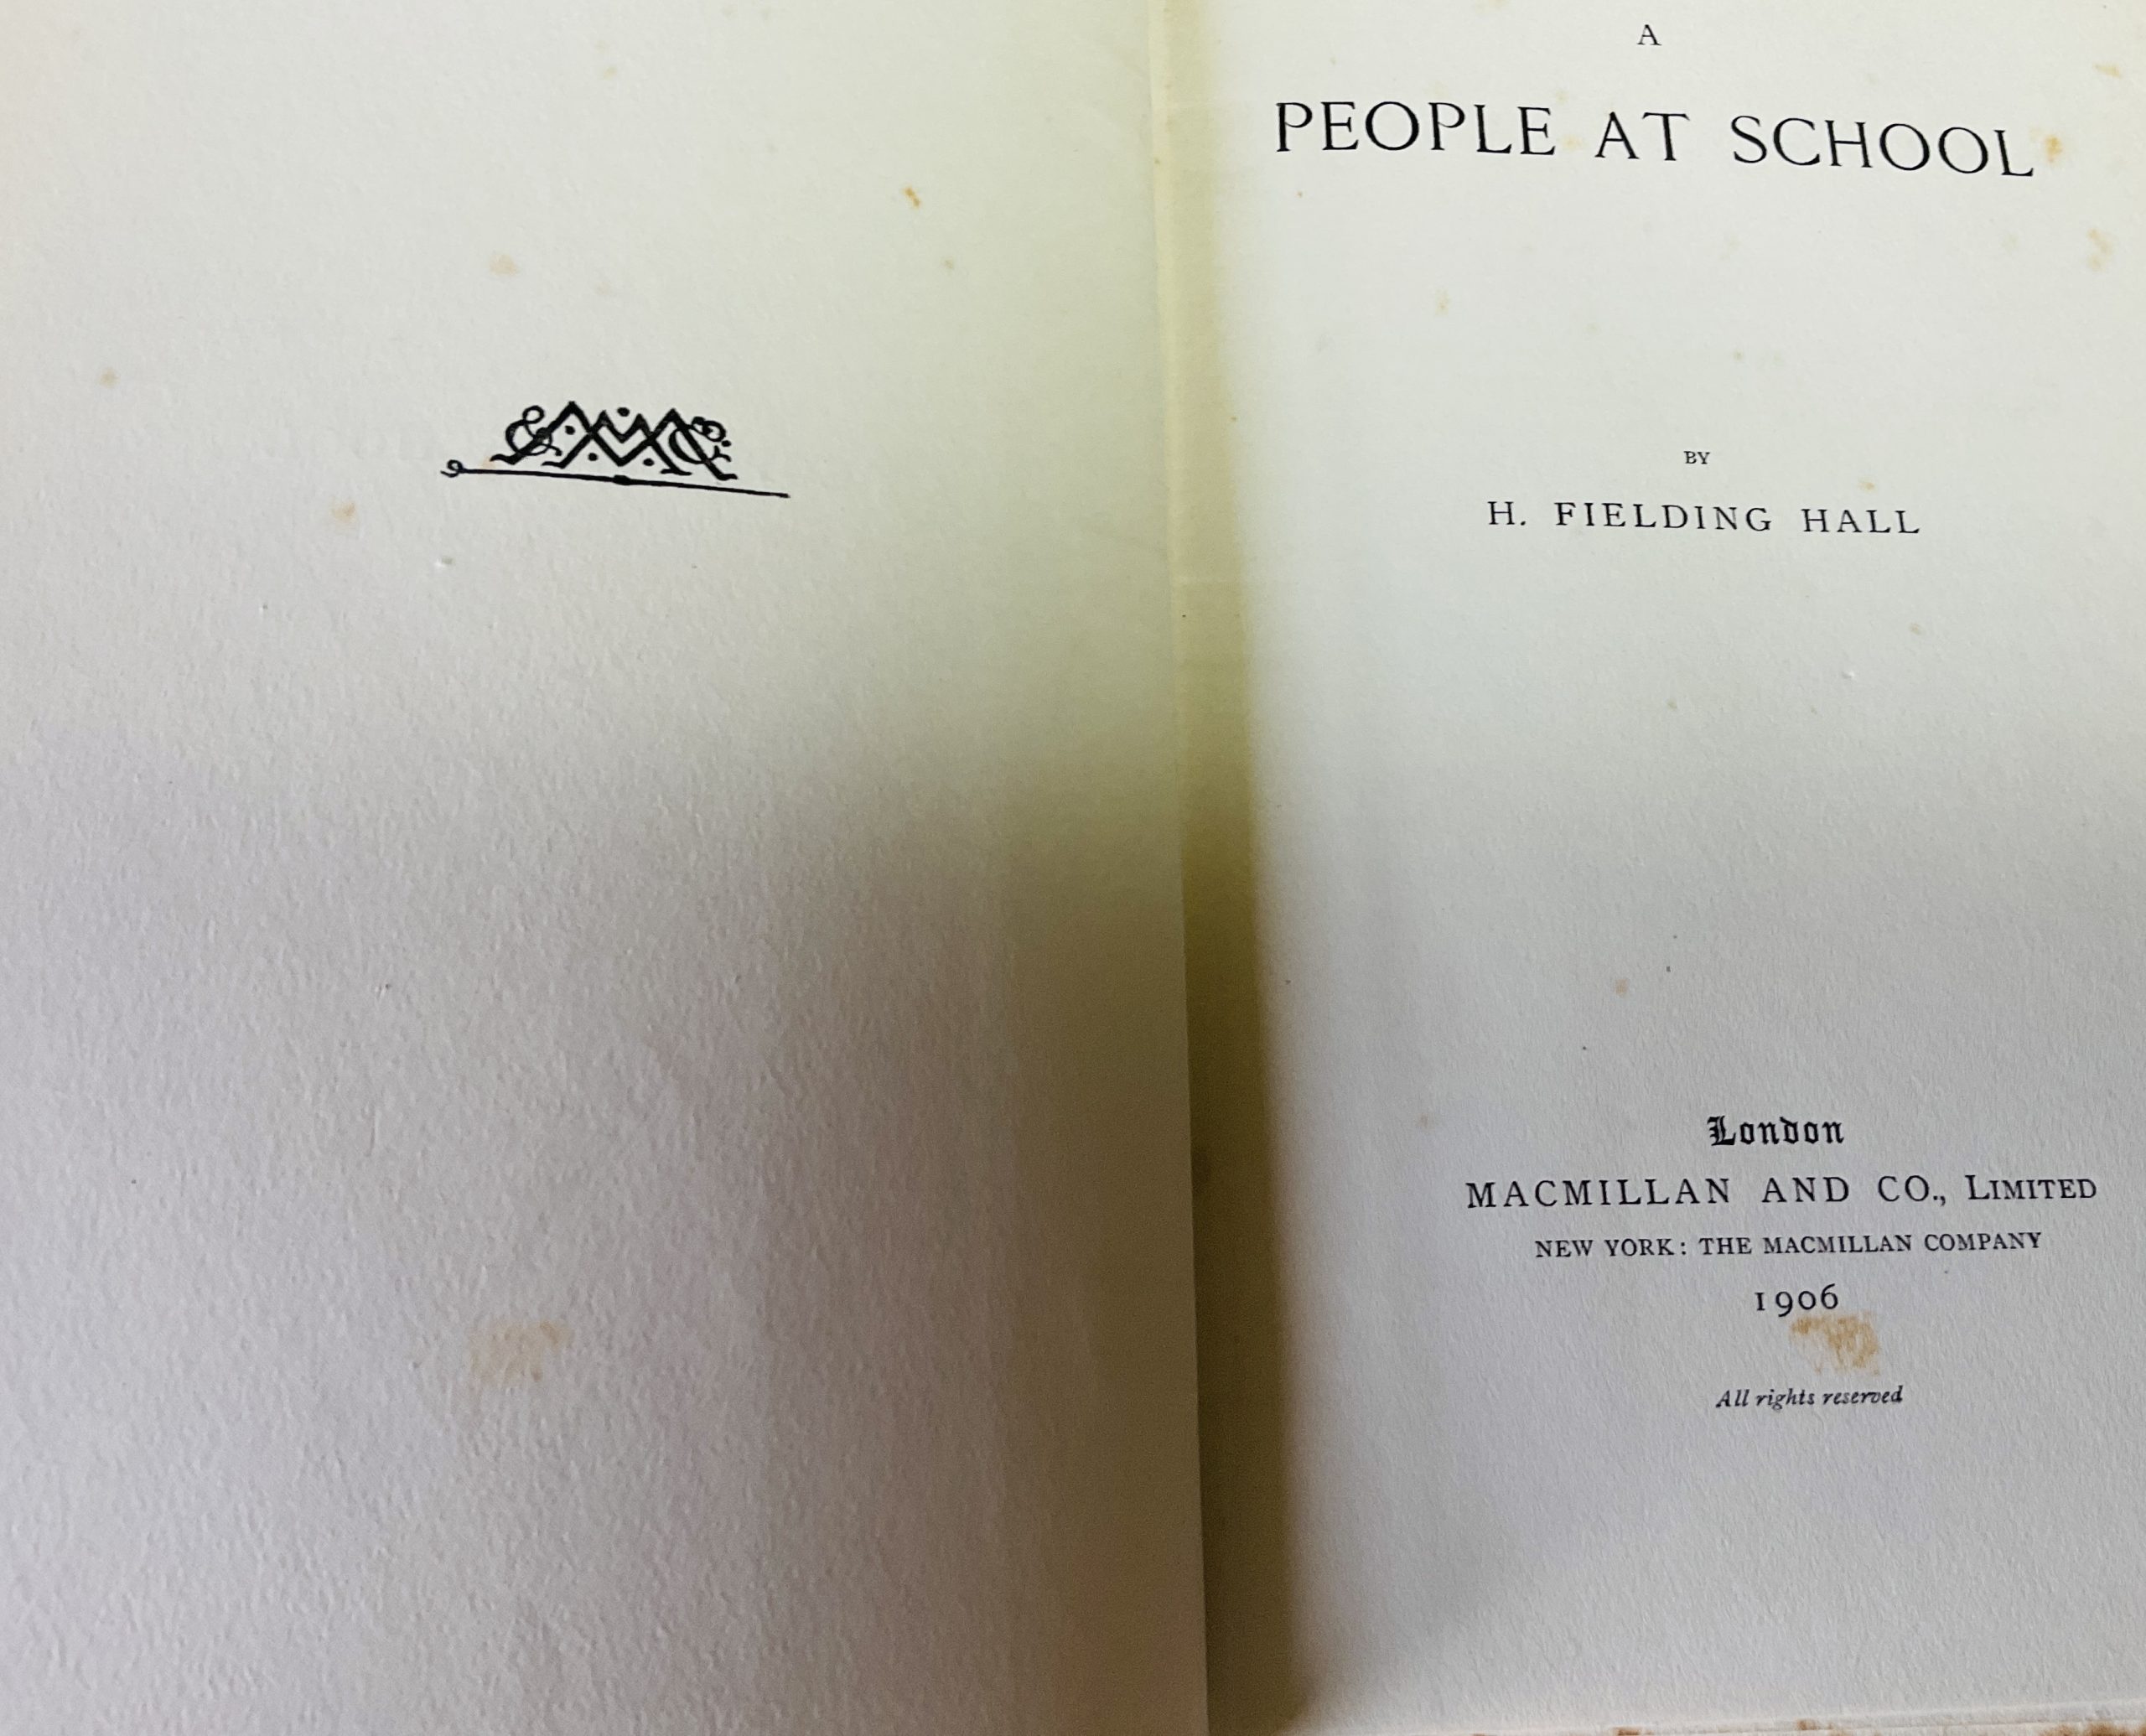 A
PEOPLE AT SCHOOL
BY
H. FIELDING HALL
London
MACMILLAN AND CO., LIMITED
NEW YORK: THE MACMILLAN COMPANY
1906
All rights reserved